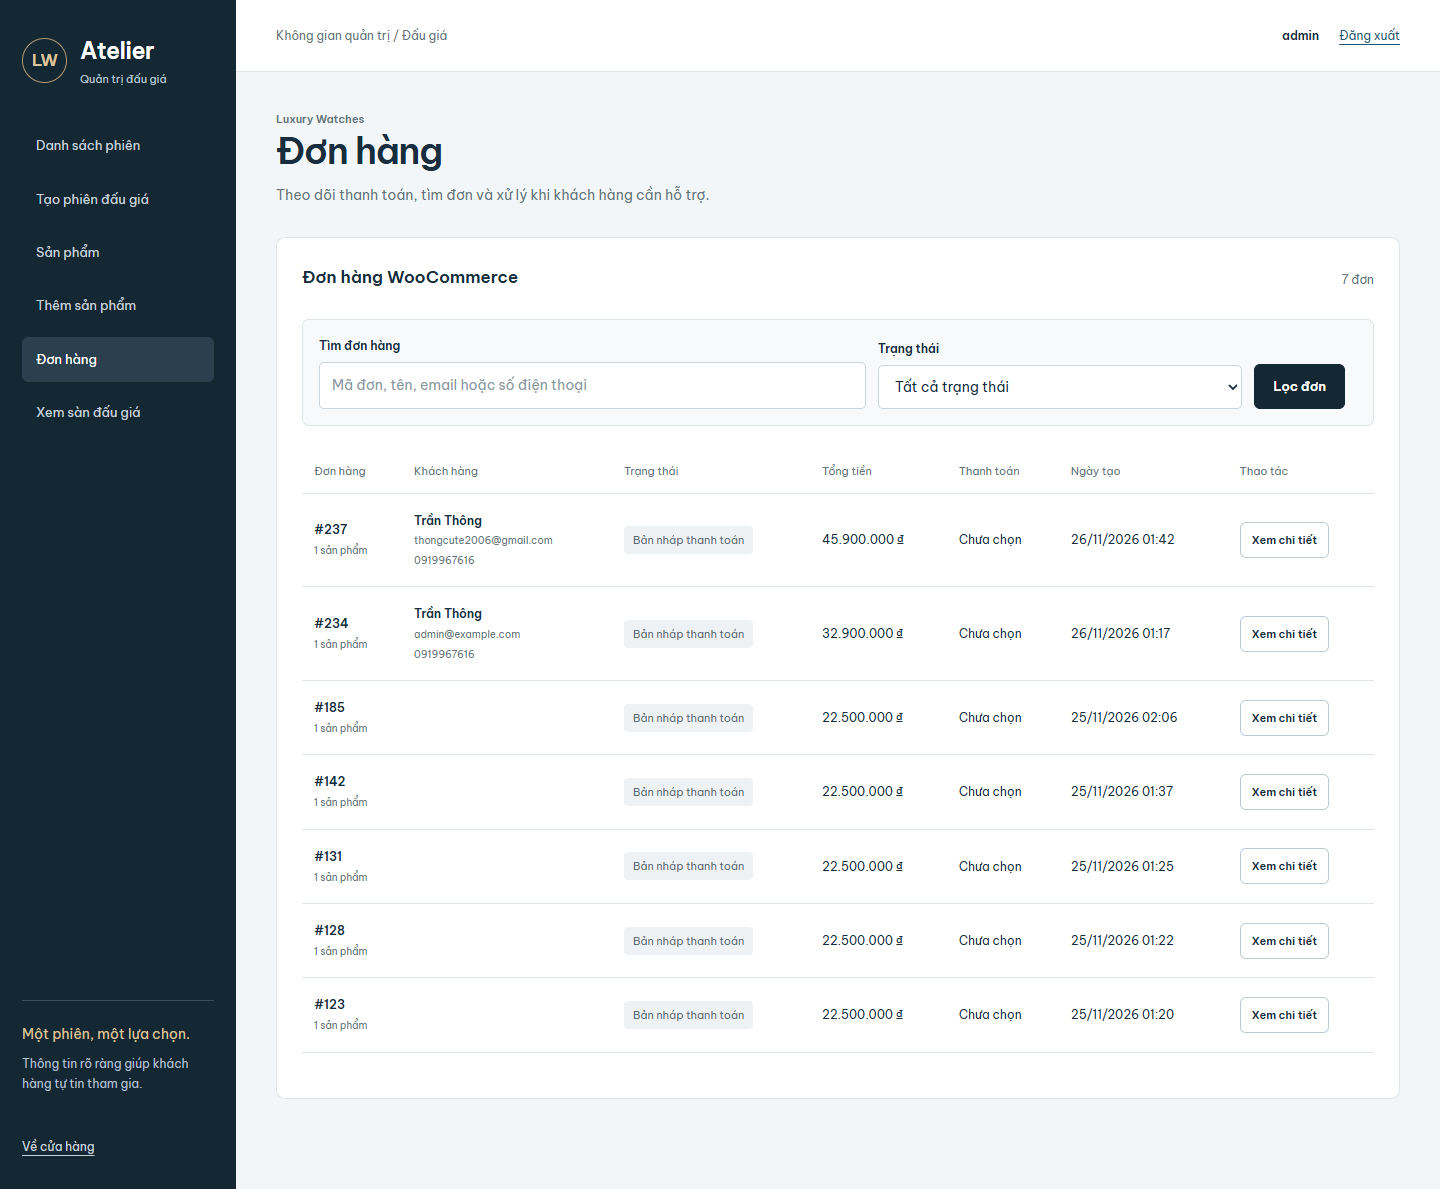 LW
Atelier
Quản trị đấu giá
Danh sách phiên
Tạo phiên đấu giá
Sản phẩm
Thêm sản phẩm
Đơn hàng
Xem sàn đấu giá
Một phiên, một lựa chọn.
Thông tin rõ ràng giúp khách
hàng tự tin tham gia.
Về cửa hàng
Không gian quản trị / Đấu giá
admin Đăng xuất
Luxury Watches
Đơn hàng
Theo dõi thanh toán, tìm đơn và xử lý khi khách hàng cần hỗ trợ.
Đơn hàng WooCommerce
7 đơn
Tìm đơn hàng
Mã đơn, tên, email hoặc số điện thoại
Trạng thái
Tất cả trạng thái
Lọc đơn
Đơn hàng Khách hàng Trạng thái Tổng tiền Thanh toán Ngày tạo Thao tác
#237
1 sản phẩm
Trần Thông
thongcute2006@gmail.com
0919967616
Bản nháp thanh toán 45.900.000 ₫ Chưa chọn 26/11/2026 01:42 Xem chi tiết
#234
1 sản phẩm
Trần Thông
admin@example.com
0919967616
Bản nháp thanh toán 32.900.000 ₫ Chưa chọn 26/11/2026 01:17 Xem chi tiết
#185
1 sản phẩm
Bản nháp thanh toán 22.500.000 ₫ Chưa chọn 25/11/2026 02:06 Xem chi tiết
#142
1 sản phẩm
Bản nháp thanh toán 22.500.000 ₫ Chưa chọn 25/11/2026 01:37 Xem chi tiết
#131
1 sản phẩm
Bản nháp thanh toán 22.500.000 ₫ Chưa chọn 25/11/2026 01:25 Xem chi tiết
#128
1 sản phẩm
Bản nháp thanh toán 22.500.000 ₫ Chưa chọn 25/11/2026 01:22 Xem chi tiết
#123
1 sản phẩm
Bản nháp thanh toán 22.500.000 ₫ Chưa chọn 25/11/2026 01:20 Xem chi tiết